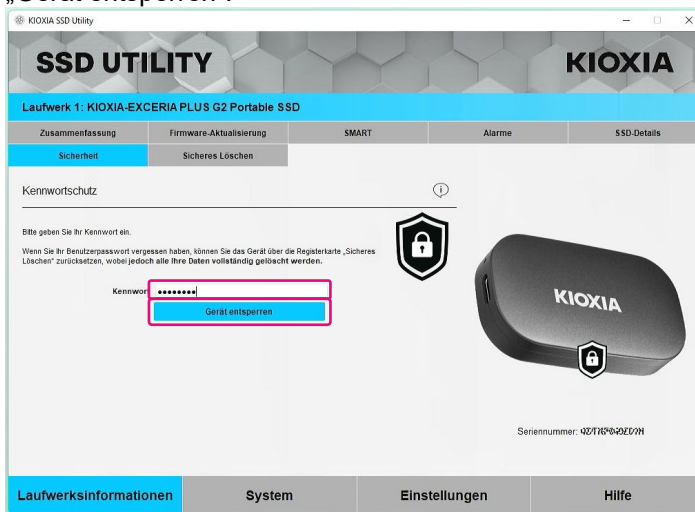 „Gerät entsperren“.
KIOXIA SSD Utility
SSD UTILITY
KIOXIA
Laufwerk 1: KIOXIA-EXCERIA PLUS G2 Portable SSD
Zusammenfassung
Firmware-Aktualisierung
SMART
Alarme
SSD-Details
Sicherheit
Sicheres Löschen
Kennwortschutz
Bitte geben Sie Ihr Kennwort ein.
Wenn Sie Ihr Benutzerpasswort vergessen haben, können Sie das Gerät über die Registerkarte „Sicheres
Löschen“ zurücksetzen, wobei jedoch alle Ihre Daten vollständig gelöscht werden.
Kennwor
Gerät entsperren
KIOXIA
Seriennummer:
Laufwerksinformationen
System
Einstellungen
Hilfe